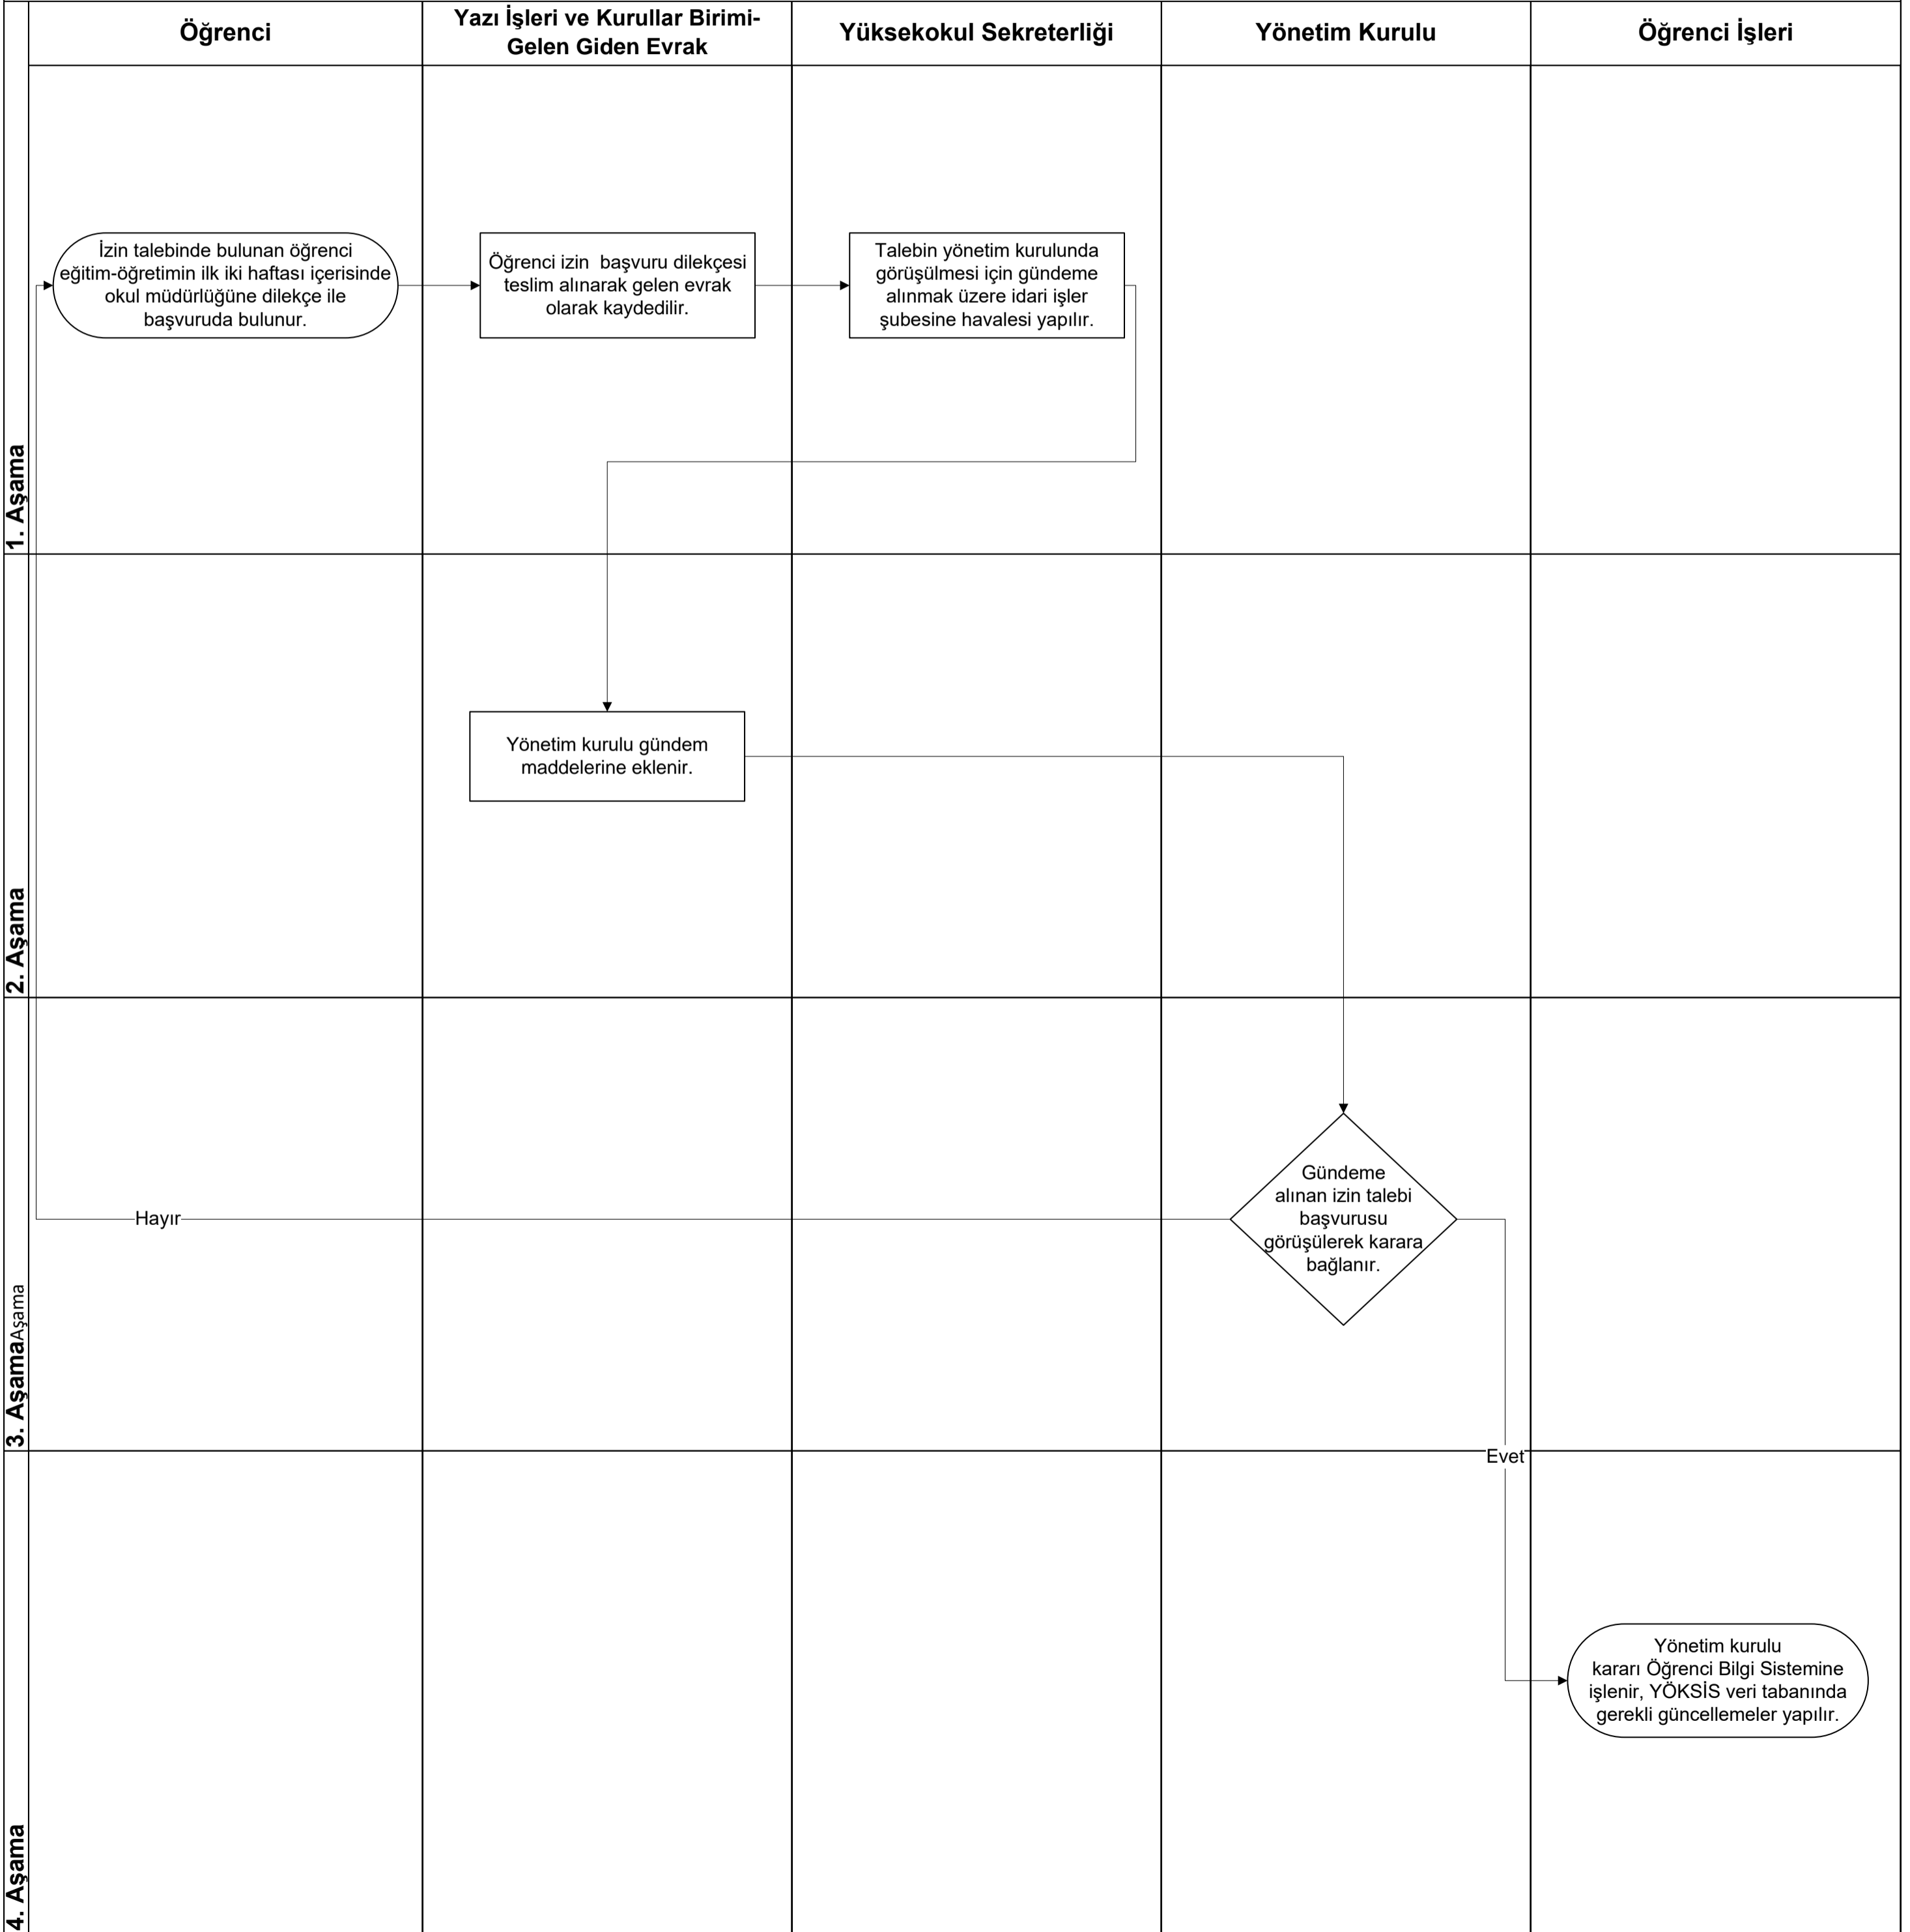 Öğrenci
Yazı İşleri ve Kurullar Birimi-
Gelen Giden Evrak
Yüksekokul Sekreterliği
Yönetim Kurulu
Öğrenci İşleri
1. Aşama
İzin talebinde bulunan öğrenci
eğitim-öğretimin ilk iki haftası içerisinde
okul müdürlüğüne dilekçe ile
başvuruda bulunur.
Öğrenci izin  başvuru dilekçesi
teslim alınarak gelen evrak
olarak kaydedilir.
Talebin yönetim kurulunda
görüşülmesi için gündeme
alınmak üzere idari işler
şubesine havalesi yapılır.
2. Aşama
Yönetim kurulu gündem
maddelerine eklenir.
3. AşamaAşama
Hayır
Gündeme
alınan izin talebi
başvurusu
görüşülerek karara
bağlanır.
Evet
4. Aşama
Yönetim kurulu
kararı Öğrenci Bilgi Sistemine
işlenir, YÖKSİS veri tabanında
gerekli güncellemeler yapılır.